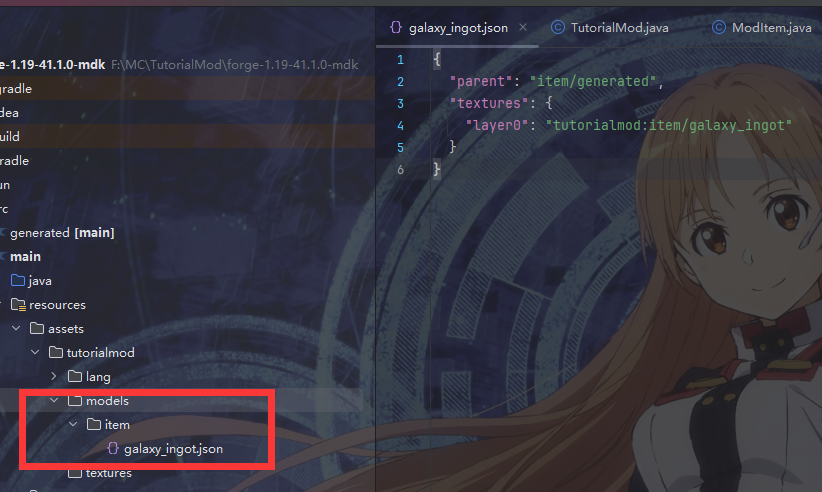 rge-1.19-41.1.0-mdk F:\MC\TutorialMod\forge-1.19-41.1.0-mdk
gradle
dea
uild
radle
un
rc
generated [main]
main
java
resources
assets
tutorialmod
lang
models
item
galaxy_ingot.json
textures
{} galaxy_ingot.json × © TutorialMod.java © ModItem.java
1 {
2 "parent": "item/generated",
3 "textures": {
4 "layer0": "tutorialmod:item/galaxy_ingot"
5 }
6 }